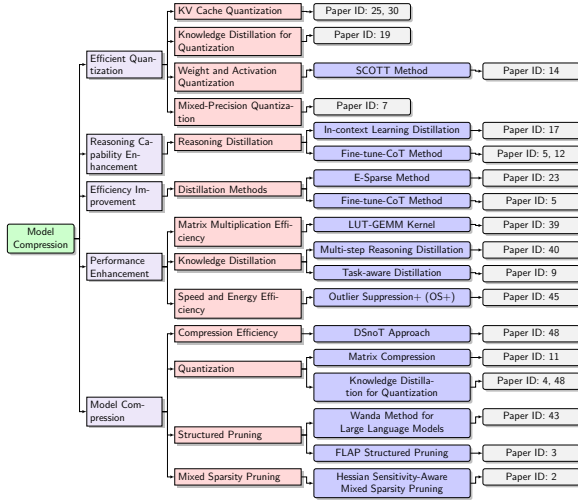 KV Cache Quantization
Paper ID: 25, 30
Knowledge Distillation for
Quantization
Paper ID: 19
Efficient Quan-
tization
Weight and Activation
Quantization
SCOTT Method
Paper ID: 14
Mixed-Precision Quantiza-
tion
Paper ID: 7
Reasoning Ca-
pability En-
hancement
Reasoning Distillation
In-context Learning Distillation
Paper ID: 17
Fine-tune-CoT Method
Paper ID: 5, 12
Efficiency Im-
provement
Distillation Methods
E-Sparse Method
Paper ID: 23
Fine-tune-CoT Method
Paper ID: 5
Model
Compression
Performance
Enhancement
Matrix Multiplication Effi-
ciency
LUT-GEMM Kernel
Paper ID: 39
Knowledge Distillation
Multi-step Reasoning Distillation
Paper ID: 40
Task-aware Distillation
Paper ID: 9
Speed and Energy Effi-
ciency
Outlier Suppression+ (OS+)
Paper ID: 45
Model Com-
pression
Compression Efficiency
DSnoT Approach
Paper ID: 48
Quantization
Matrix Compression
Paper ID: 11
Knowledge Distilla-
tion for Quantization
Paper ID: 4, 48
Structured Pruning
Wanda Method for
Large Language Models
Paper ID: 43
FLAP Structured Pruning
Paper ID: 3
Mixed Sparsity Pruning
Hessian Sensitivity-Aware
Mixed Sparsity Pruning
Paper ID: 2